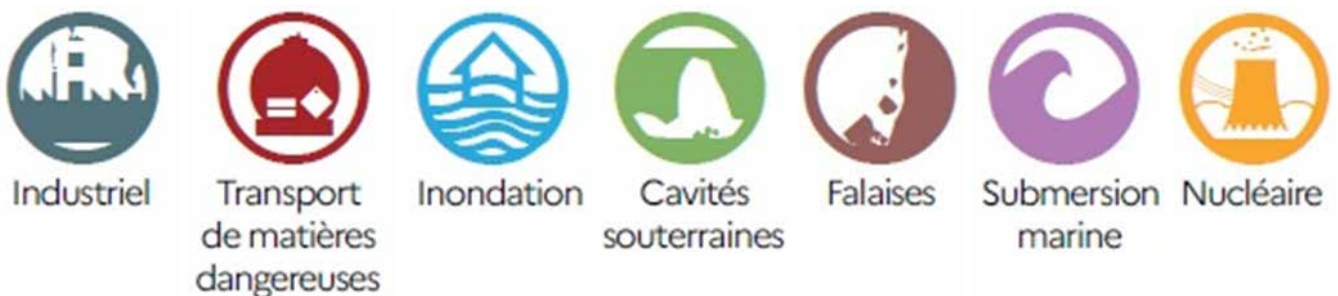 Industriel
Transport
de matières
dangereuses
Inondation
Cavités
souterraines
Falaises
Submersion
marine
Nucléaire